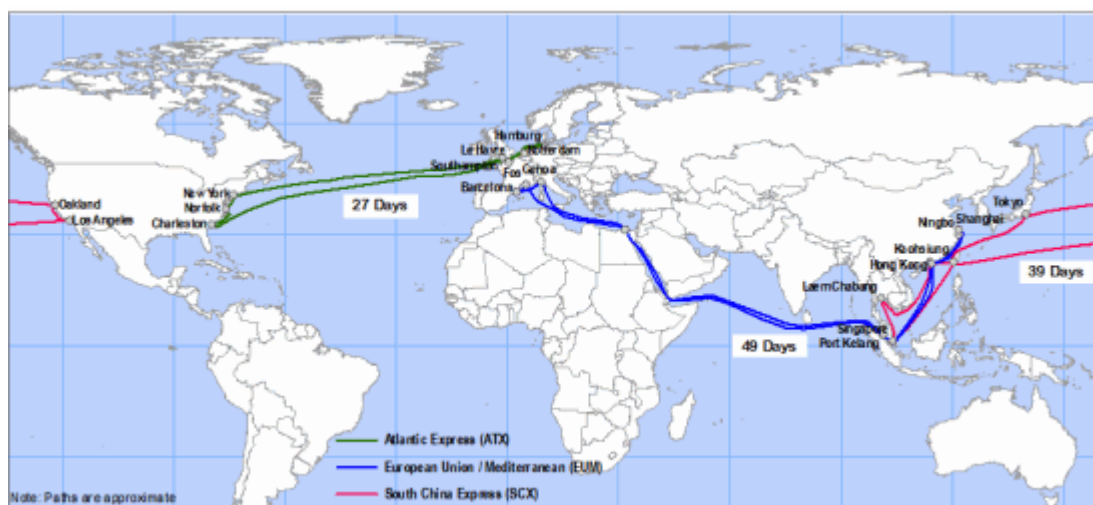 Hamburg
Le Havre
Rotterdam
Southampton
Fos
Genoa
Barcelona
New York
Norfolk
Charleston
27 Days
Oakland
Los Angeles
Tokyo
Ningbo
Shanghai
Kaohsiung
Hong Kong
Laem Chabang
39 Days
Singapore
Port Kelang
49 Days
Atlantic Express (ATX)
European Union / Mediterranean (EUM)
South China Express (SCX)
Note: Paths are approximate